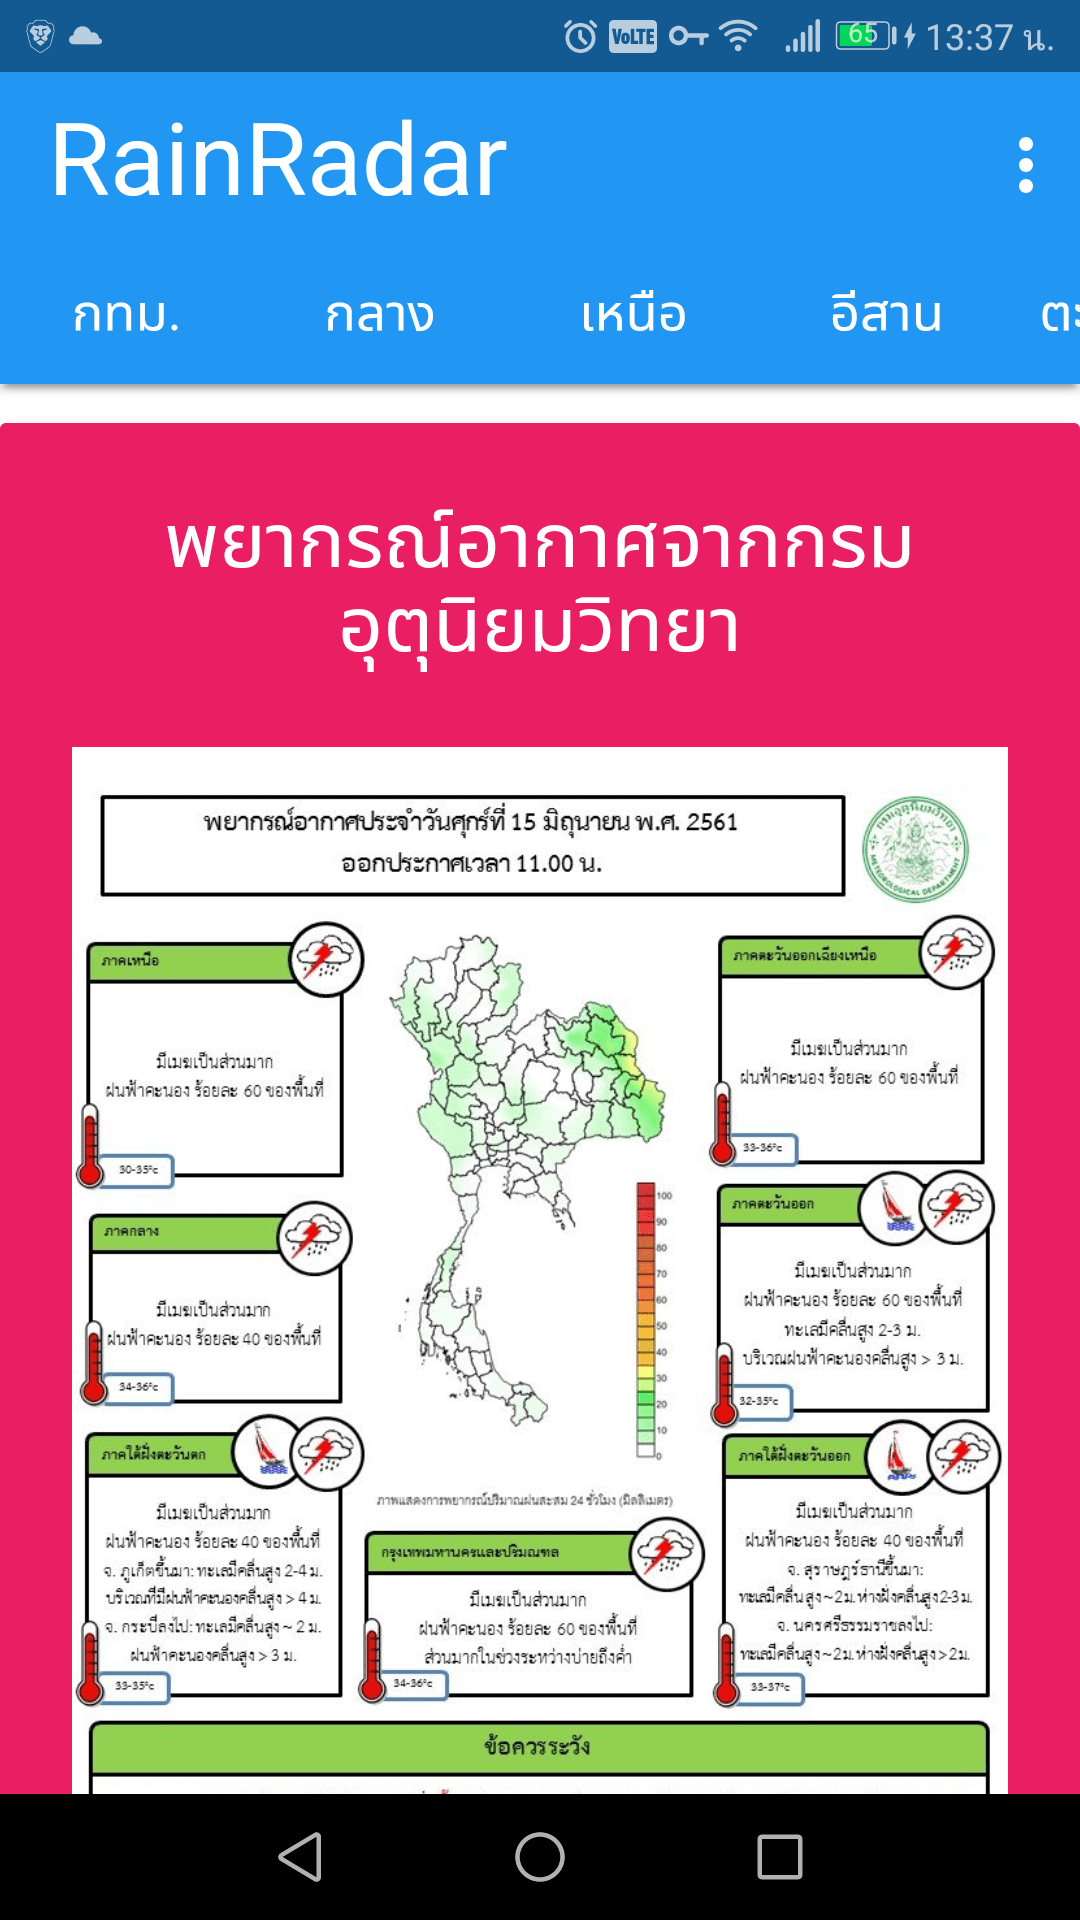 VoLTE
65
13:37 น.
RainRadar
กทม.
กลาง
เหนือ
อีสาน
พยากรณ์อากาศจากกรม
อุตุนิยมวิทยา
พยากรณ์อากาศประจำวันศุกร์ที่ 15 มิถุนายน พ.ศ. 2561
ออกประกาศเวลา 11.00 น.
กรมอุตุนิยมวิทยา
METEOROLOGICAL DEPARTMENT
ภาคเหนือ
มีเมฆเป็นส่วนมาก
ฝนฟ้าคะนอง ร้อยละ 60 ของพื้นที่
30-35°c
ภาคตะวันออกเฉียงเหนือ
มีเมฆเป็นส่วนมาก
ฝนฟ้าคะนอง ร้อยละ 60 ของพื้นที่
33-36°c
ภาคกลาง
มีเมฆเป็นส่วนมาก
ฝนฟ้าคะนอง ร้อยละ 40 ของพื้นที่
34-36°c
ภาคตะวันออก
มีเมฆเป็นส่วนมาก
ฝนฟ้าคะนอง ร้อยละ 60 ของพื้นที่
ทะเลมีคลื่นสูง 2-3 ม.
บริเวณฝนฟ้าคะนองคลื่นสูง > 3 ม.
32-35°c
100
90
80
70
60
50
40
30
20
10
0
ภาพแสดงการพยากรณ์ปริมาณฝนสะสม 24 ชั่วโมง (มิลลิเมตร)
ภาคใต้ฝั่งตะวันตก
มีเมฆเป็นส่วนมาก
ฝนฟ้าคะนอง ร้อยละ 40 ของพื้นที่
จ. ภูเก็ตขึ้นมา: ทะเลมีคลื่นสูง 2-4 ม.
บริเวณที่มีฝนฟ้าคะนองคลื่นสูง > 4 ม.
จ. กระบี่ลงไป: ทะเลมีคลื่นสูง ~ 2 ม.
ฝนฟ้าคะนองคลื่นสูง > 3 ม.
33-35°c
กรุงเทพมหานครและปริมณฑล
มีเมฆเป็นส่วนมาก
ฝนฟ้าคะนอง ร้อยละ 60 ของพื้นที่
ส่วนมากในช่วงระหว่างบ่ายถึงค่ำ
34-36°c
ภาคใต้ฝั่งตะวันออก
มีเมฆเป็นส่วนมาก
ฝนฟ้าคะนอง ร้อยละ 40 ของพื้นที่
จ. สุราษฎร์ธานีขึ้นมา:
ทะเลมีคลื่นสูง ~ 2 ม. ห่างฝั่งคลื่นสูง 2-3 ม.
จ. นครศรีธรรมราชลงไป:
ทะเลมีคลื่นสูง ~ 2 ม. ห่างฝั่งคลื่นสูง > 2 ม.
33-37°c
ข้อควรระวัง